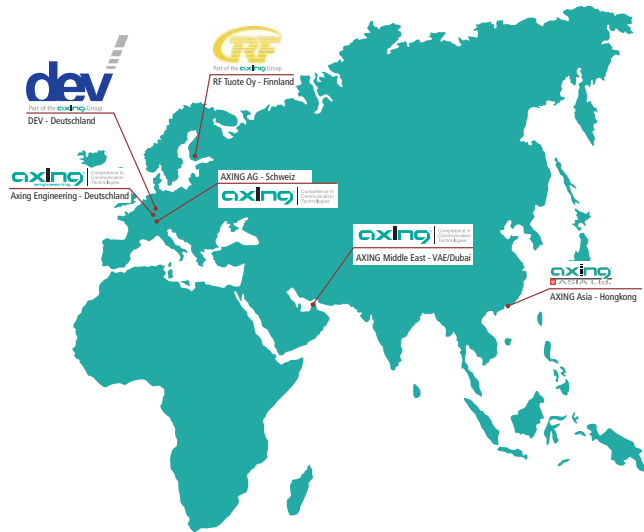 dev
Part of the axing Group
DEV - Deutschland
RF
Part of the axing Group
RF Tuote Oy - Finnland
axing
engineering
Competence in
Communication
Technologies
Axing Engineering - Deutschland
AXING AG - Schweiz
axing
Competence in
Communication
Technologies
axing
Competence in
Communication
Technologies
AXING Middle East - VAE/Dubai
axing
ASIA Ltd.
AXING Asia - Hongkong